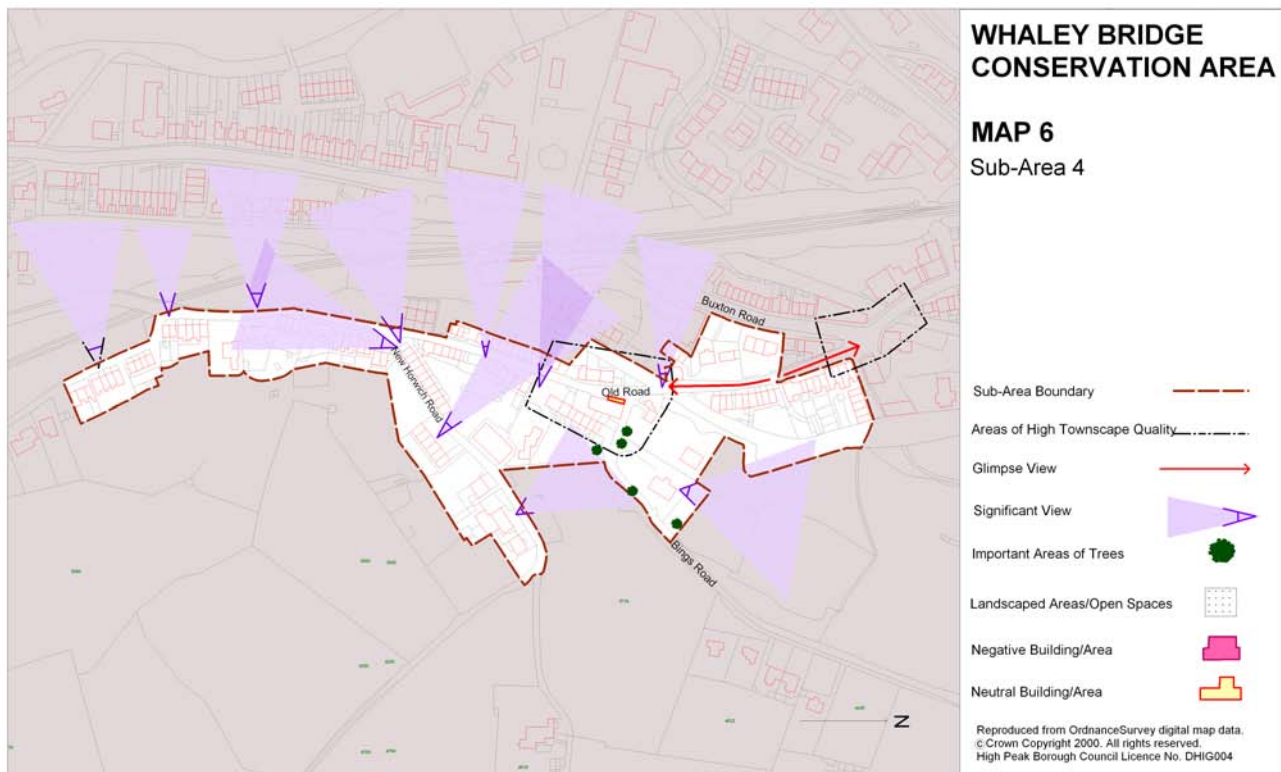 WHALEY BRIDGE
CONSERVATION AREA
MAP 6
Sub-Area 4
Buxton Road
New Horwich Road
Old Road
Bings Road
Sub-Area Boundary
Areas of High Townscape Quality
Glimpse View
Significant View
Important Areas of Trees
Landscaped Areas/Open Spaces
Negative Building/Area
Neutral Building/Area
N
Reproduced from OrdnanceSurvey digital map data.
© Crown Copyright 2000. All rights reserved.
High Peak Borough Council Licence No. DHIG004